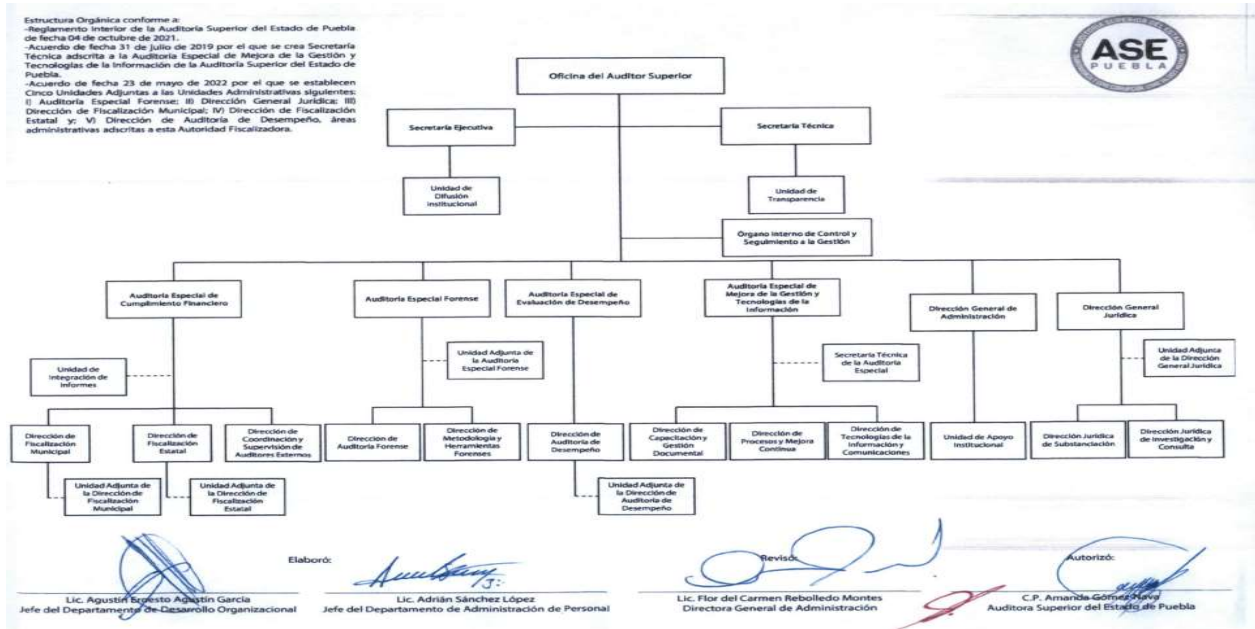 Estructura Orgánica conforme a:
-Reglamento Interior de la Auditoría Superior del Estado de Puebla
de fecha 04 de octubre de 2021.
-Acuerdo de fecha 31 de julio de 2019 por el que se crea Secretaría
Técnica adscrita a la Auditoría Especial de Mejora de la Gestión y
Tecnologías de la Información de la Auditoría Superior del Estado de
Puebla.
-Acuerdo de fecha 23 de mayo de 2022 por el que se establecen
Cinco Unidades Adjuntas a las Unidades Administrativas siguientes:
I) Auditoría Especial Forense; II) Dirección General Jurídica; III)
Dirección de Fiscalización Municipal; IV) Dirección de Fiscalización
Estatal y; V) Dirección de Auditoría de Desempeño, áreas
administrativas adscritas a esta Autoridad Fiscalizadora.
ASE
PUEBLA
Oficina del Auditor Superior
Secretaría Ejecutiva
Secretaría Técnica
Unidad de
Difusión
Institucional
Unidad de
Transparencia
Órgano Interno de Control y
Seguimiento a la Gestión
Auditoría Especial de
Cumplimiento Financiero
Auditoría Especial Forense
Auditoría Especial de
Evaluación de Desempeño
Auditoría Especial de
Mejora de la Gestión y
Tecnologías de la
Información
Dirección General de
Administración
Dirección General
Jurídica
Unidad de
Integración de
Informes
Unidad Adjunta de
la Auditoría
Especial Forense
Secretaría Técnica
de la Auditoría
Especial
Unidad Adjunta
de la Dirección
General Jurídica
Dirección de
Fiscalización
Municipal
Dirección de
Fiscalización
Estatal
Dirección de
Coordinación y
Supervisión de
Auditores Externos
Dirección de
Auditoría Forense
Dirección de
Metodología y
Herramientas
Forenses
Dirección de
Auditoría de
Desempeño
Dirección de
Capacitación y
Gestión
Documental
Dirección de
Procesos y Mejora
Continua
Dirección de
Tecnologías de la
Información y
Comunicaciones
Unidad de Apoyo
Institucional
Dirección Jurídica
de Substanciación
Dirección Jurídica
de Investigación y
Consulta
Unidad Adjunta de
la Dirección de
Fiscalización
Municipal
Unidad Adjunta de
la Dirección de
Fiscalización
Estatal
Unidad Adjunta de
la Dirección de
Auditoría de
Desempeño
Elaboró:
Revisó:
Autorizó:
Lic. Agustín Ernesto Agustín García
Jefe del Departamento de Desarrollo Organizacional
Lic. Adrián Sánchez López
Jefe del Departamento de Administración de Personal
Lic. Flor del Carmen Rebolledo Montes
Directora General de Administración
C.P. Amanda Gómez Nava
Auditora Superior del Estado de Puebla